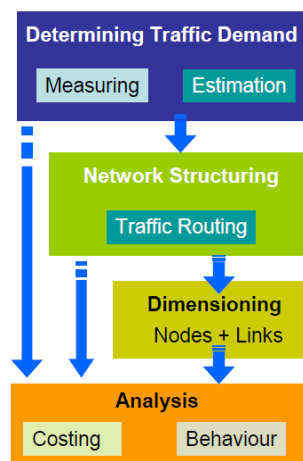 Determining Traffic Demand
Measuring Estimation
Network Structuring
Traffic Routing
Dimensioning
Nodes + Links
Analysis
Costing Behaviour